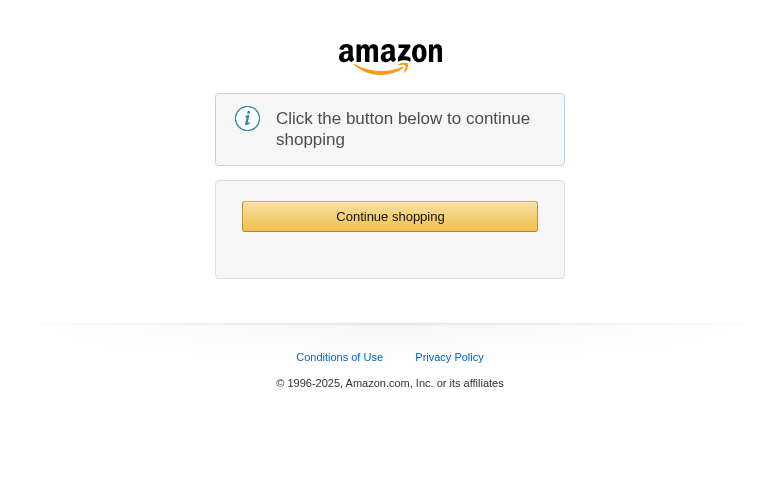 amazon
Click the button below to continue
shopping
Continue shopping
Conditions of Use Privacy Policy
© 1996-2025, Amazon.com, Inc. or its affiliates